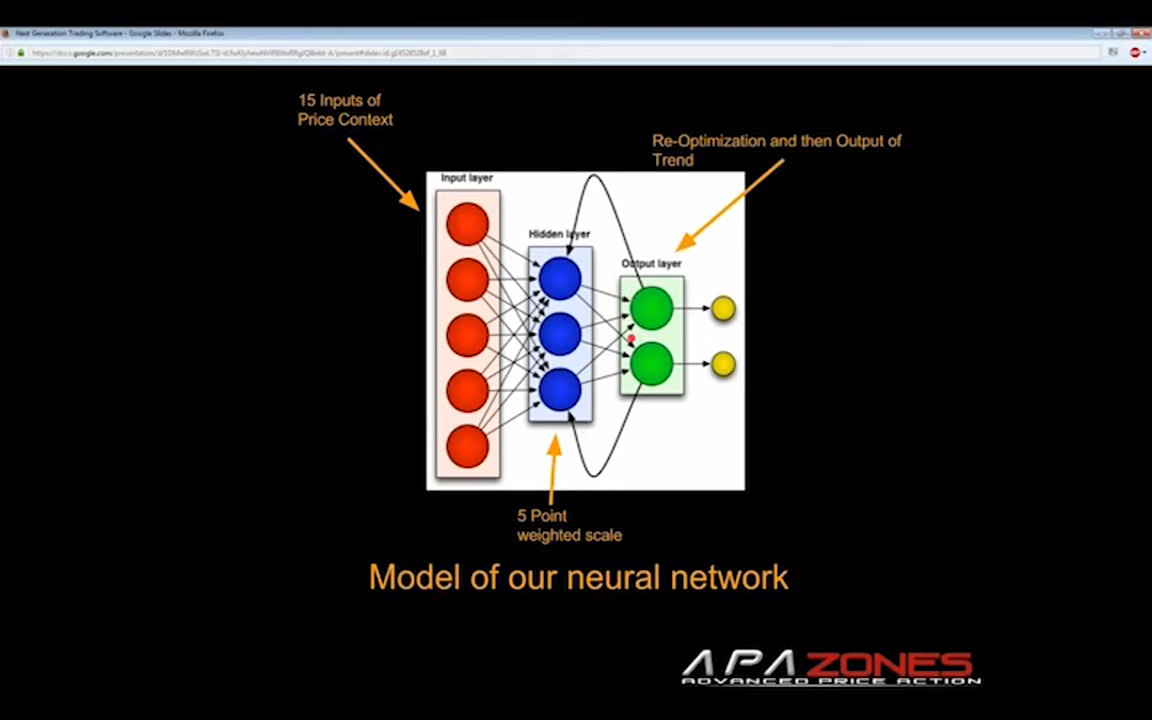 Next Generation Trading Software - Google Slides - Mozilla Firefox
15 Inputs of
Price Context
Re-Optimization and then Output of
Trend
Input layer
Hidden layer
Output layer
5 Point
weighted scale
Model of our neural network
APA ZONES
ADVANCED PRICE ACTION